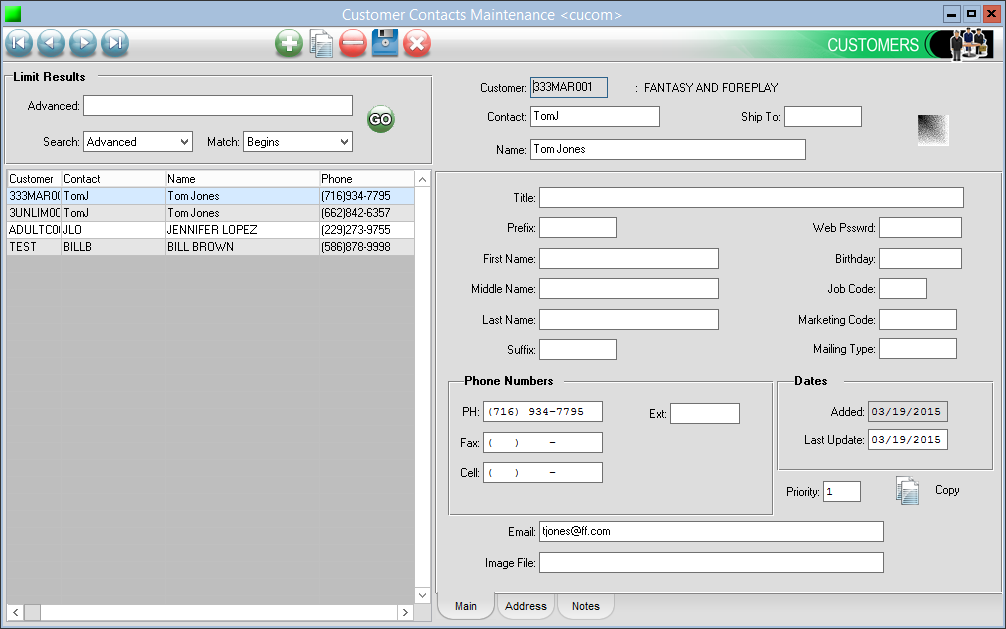 Customer Contacts Maintenance <cucom>
CUSTOMERS
Limit Results
Advanced:
GO
Search: Advanced Match: Begins
Customer Contact Name Phone
333MAR00 TomJ Tom Jones (716)934-7795
3UNLIM00 TomJ Tom Jones (662)842-6357
ADULTC00 JLO JENNIFER LOPEZ (229)273-9755
TEST BILLB BILL BROWN (586)878-9998
Customer: 333MAR001 : FANTASY AND FOREPLAY
Contact: TomJ Ship To:
Name: Tom Jones
Title:
Prefix: Web Psswrd:
First Name: Birthday:
Middle Name: Job Code:
Last Name: Marketing Code:
Suffix: Mailing Type:
Phone Numbers
PH: (716) 934-7795 Ext:
Fax: ( ) -
Cell: ( ) -
Dates
Added: 03/19/2015
Last Update: 03/19/2015
Priority: 1 Copy
Email: tjones@ff.com
Image File:
Main Address Notes